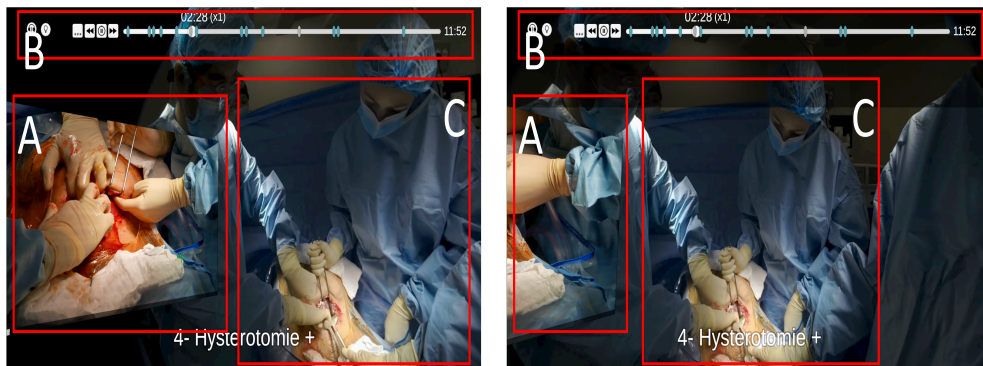 02:28 (x1)
11:52
B
A
C
4- Hysterotomie +
02:28 (x1)
11:52
B
A
C
4- Hysterotomie +